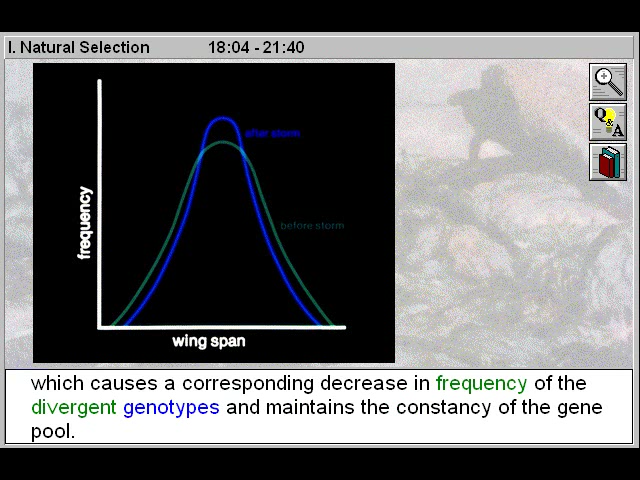 I. Natural Selection 18:04 - 21:40
Q&A
after storm
before storm
frequency
wing span
which causes a corresponding decrease in frequency of the
divergent genotypes and maintains the constancy of the gene
pool.